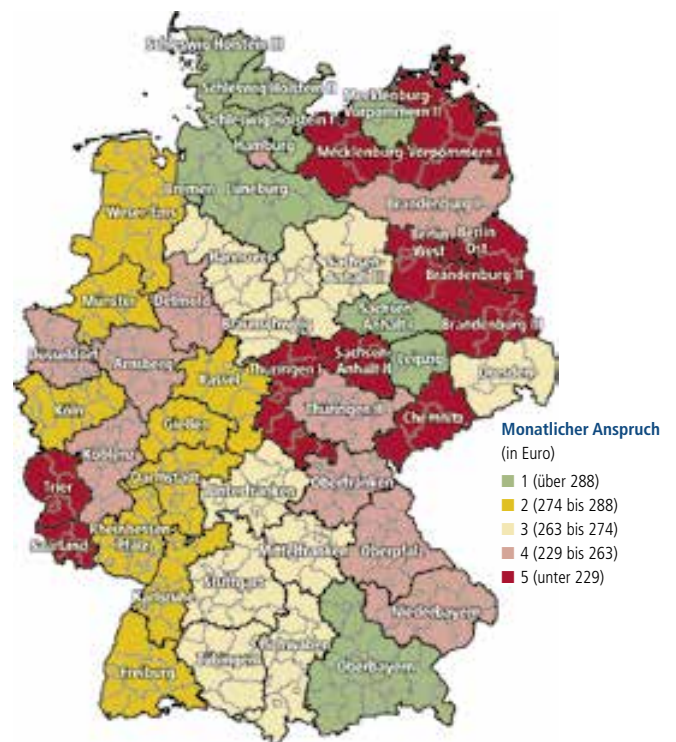 Schleswig Holstein III
Schleswig Holstein II
Mecklenburg-
Vorpommern II
Schleswig Holstein I
Hamburg
Mecklenburg-Vorpommern I
Bremen
Lüneburg
Brandenburg I
Weser-Ems
Berlin
West
Berlin
Ost
Hannover
Sachsen-
Anhalt III
Brandenburg II
Münster
Detmold
Braunschweig
Sachsen-
Anhalt I
Brandenburg III
Düsseldorf
Arnsberg
Kassel
Thüringen I
Sachsen-
Anhalt II
Leipzig
Dresden
Köln
Gießen
Thüringen II
Chemnitz
Koblenz
Monatlicher Anspruch
(in Euro)
1 (über 288)
2 (274 bis 288)
3 (263 bis 274)
4 (229 bis 263)
5 (unter 229)
Trier
Darmstadt
Unterfranken
Oberfranken
Saarland
Rheinhessen-
Pfalz
Mittelfranken
Oberpfalz
Karlsruhe
Stuttgart
Niederbayern
Freiburg
Tübingen
Schwaben
Oberbayern